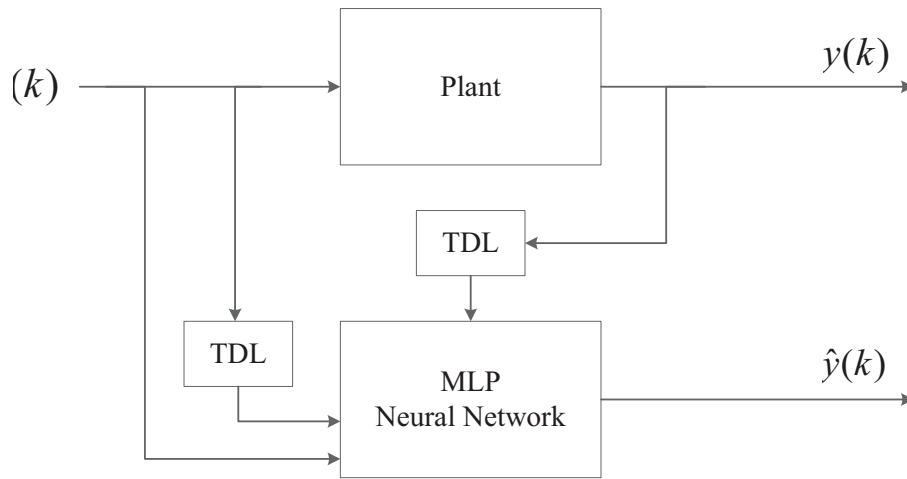 (k)
Plant
y(k)
TDL
TDL
MLP
Neural Network
ŷ(k)